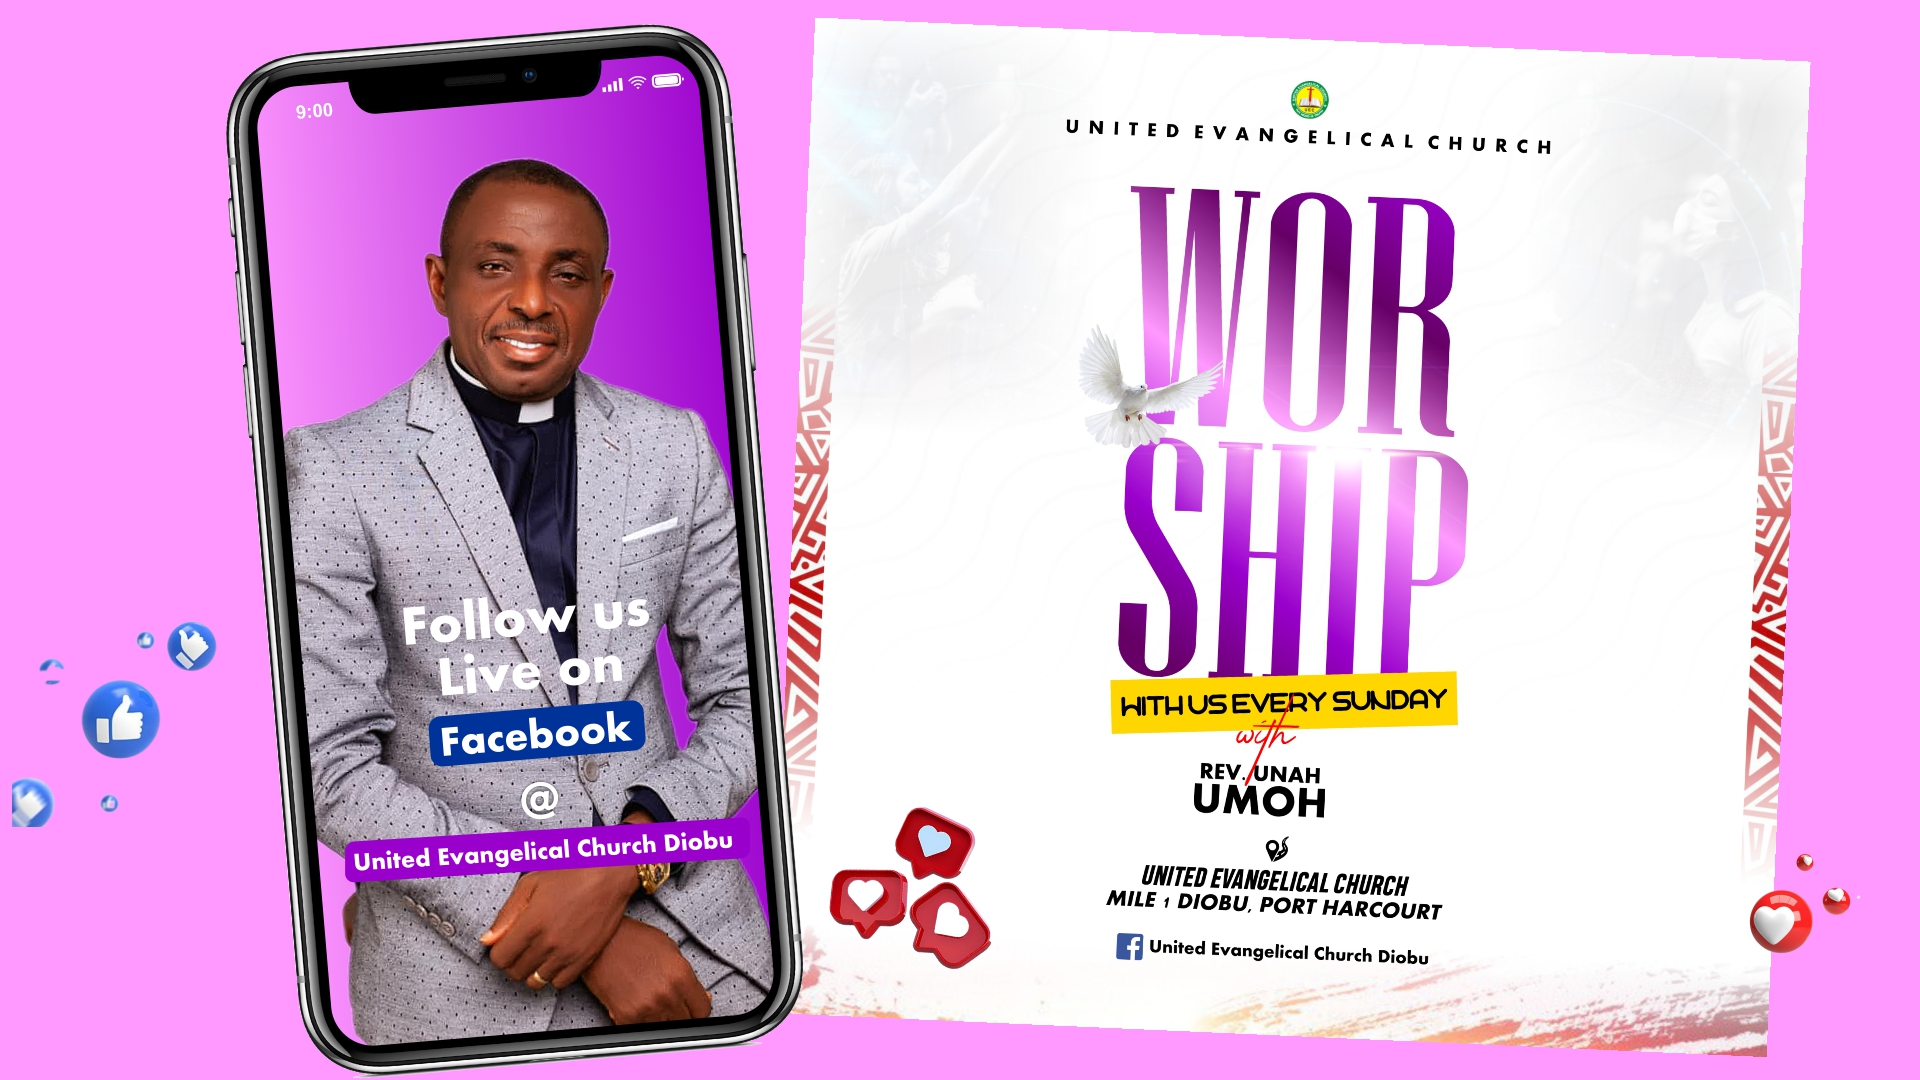 9:00
Follow us
Live on
Facebook
@
United Evangelical Church Diobu
UNITED EVANGELICAL CHURCH
WOR
SHIP
WITH US EVERY SUNDAY
with
REV. UNAH
UMOH
UNITED EVANGELICAL CHURCH
MILE 1 DIOBU, PORT HARCOURT
United Evangelical Church Diobu